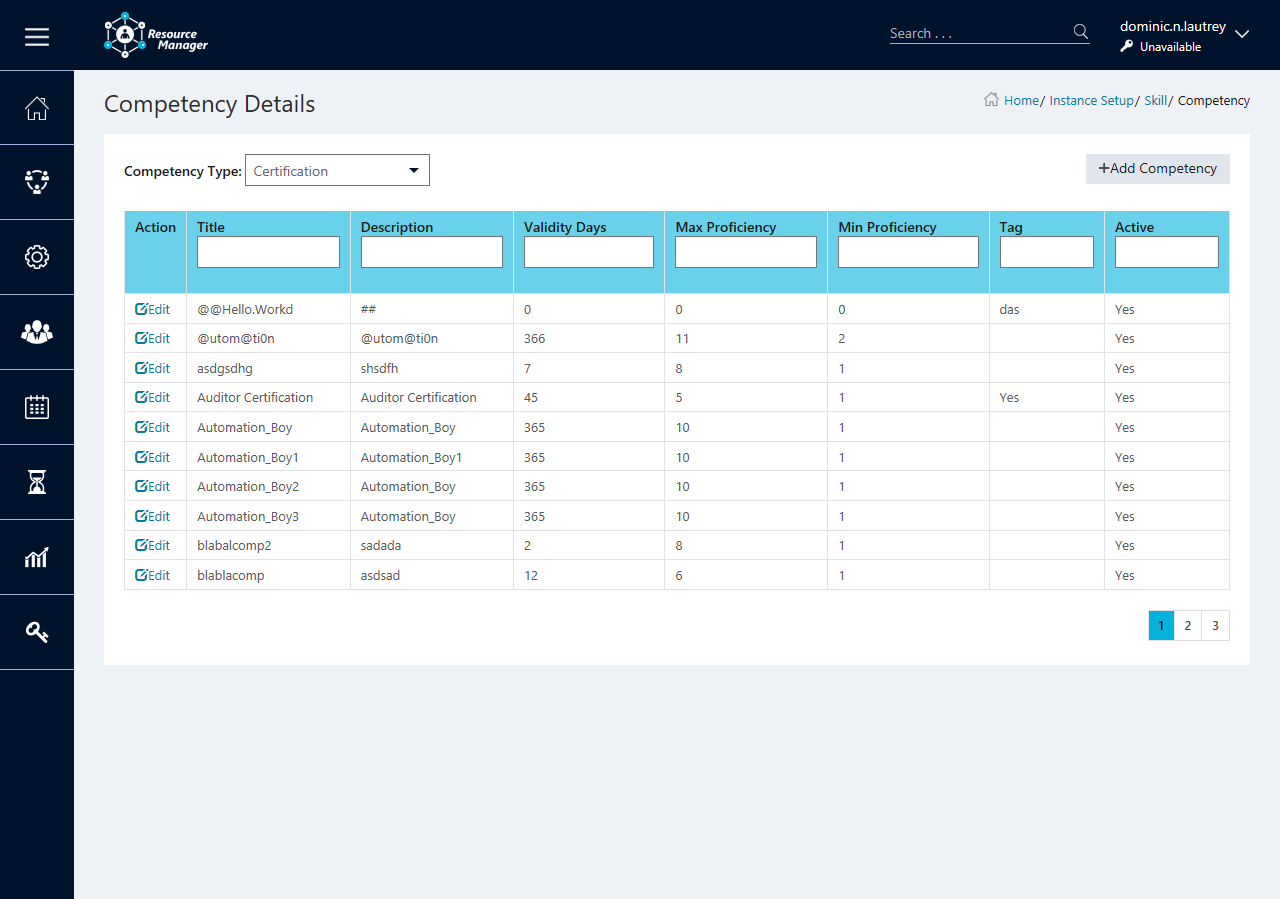 Resource
Manager
Search . . .
dominic.n.lautrey
Unavailable
Competency Details
Home/ Instance Setup/ Skill/ Competency
Competency Type: Certification
+Add Competency
Action Title Description Validity Days Max Proficiency Min Proficiency Tag Active
Edit @@Hello.Workd ## 0 0 0 das Yes
Edit @utom@ti0n @utom@ti0n 366 11 2 Yes
Edit asdgsdhg shsdfh 7 8 1 Yes
Edit Auditor Certification Auditor Certification 45 5 1 Yes Yes
Edit Automation_Boy Automation_Boy 365 10 1 Yes
Edit Automation_Boy1 Automation_Boy1 365 10 1 Yes
Edit Automation_Boy2 Automation_Boy 365 10 1 Yes
Edit Automation_Boy3 Automation_Boy 365 10 1 Yes
Edit blabalcomp2 sadada 2 8 1 Yes
Edit blablacomp asdsad 12 6 1 Yes
1 2 3